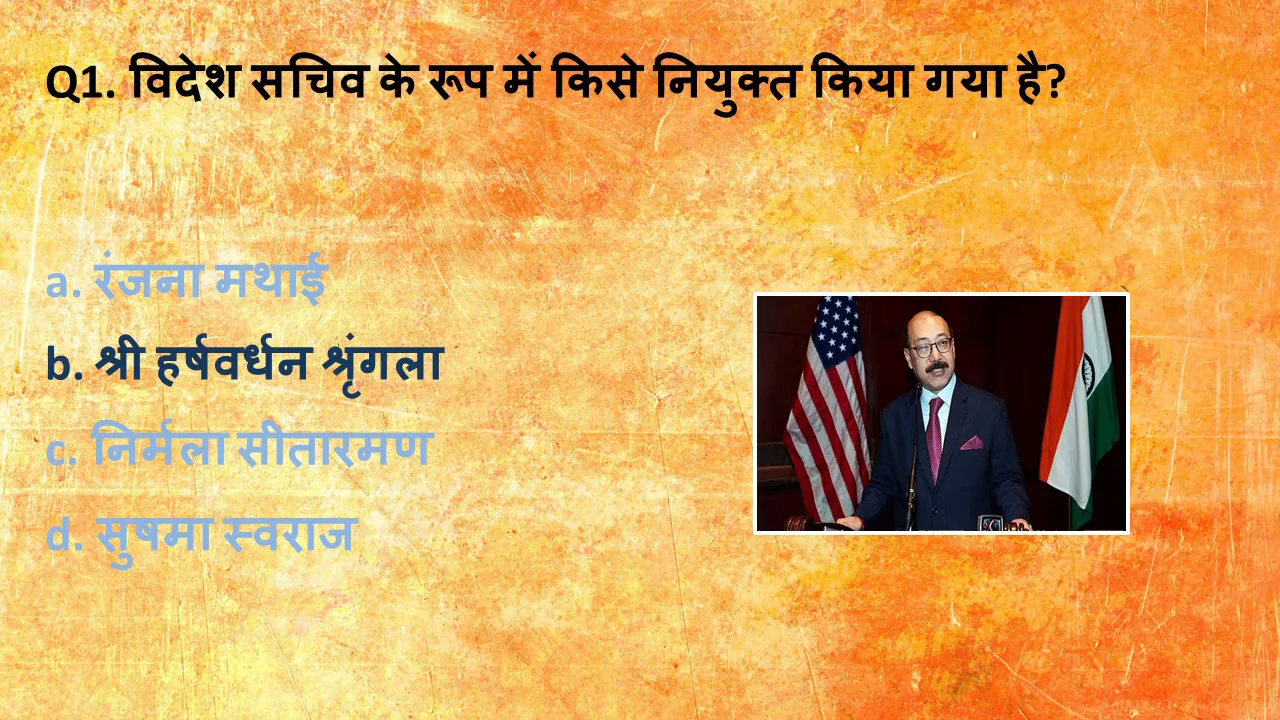 Q1. विदेश सचिव के रूप में किसे नियुक्त किया गया है?
a. रंजना मथाई
b. श्री हर्षवर्धन श्रृंगला
c. निर्मला सीतारमण
d. सुषमा स्वराज